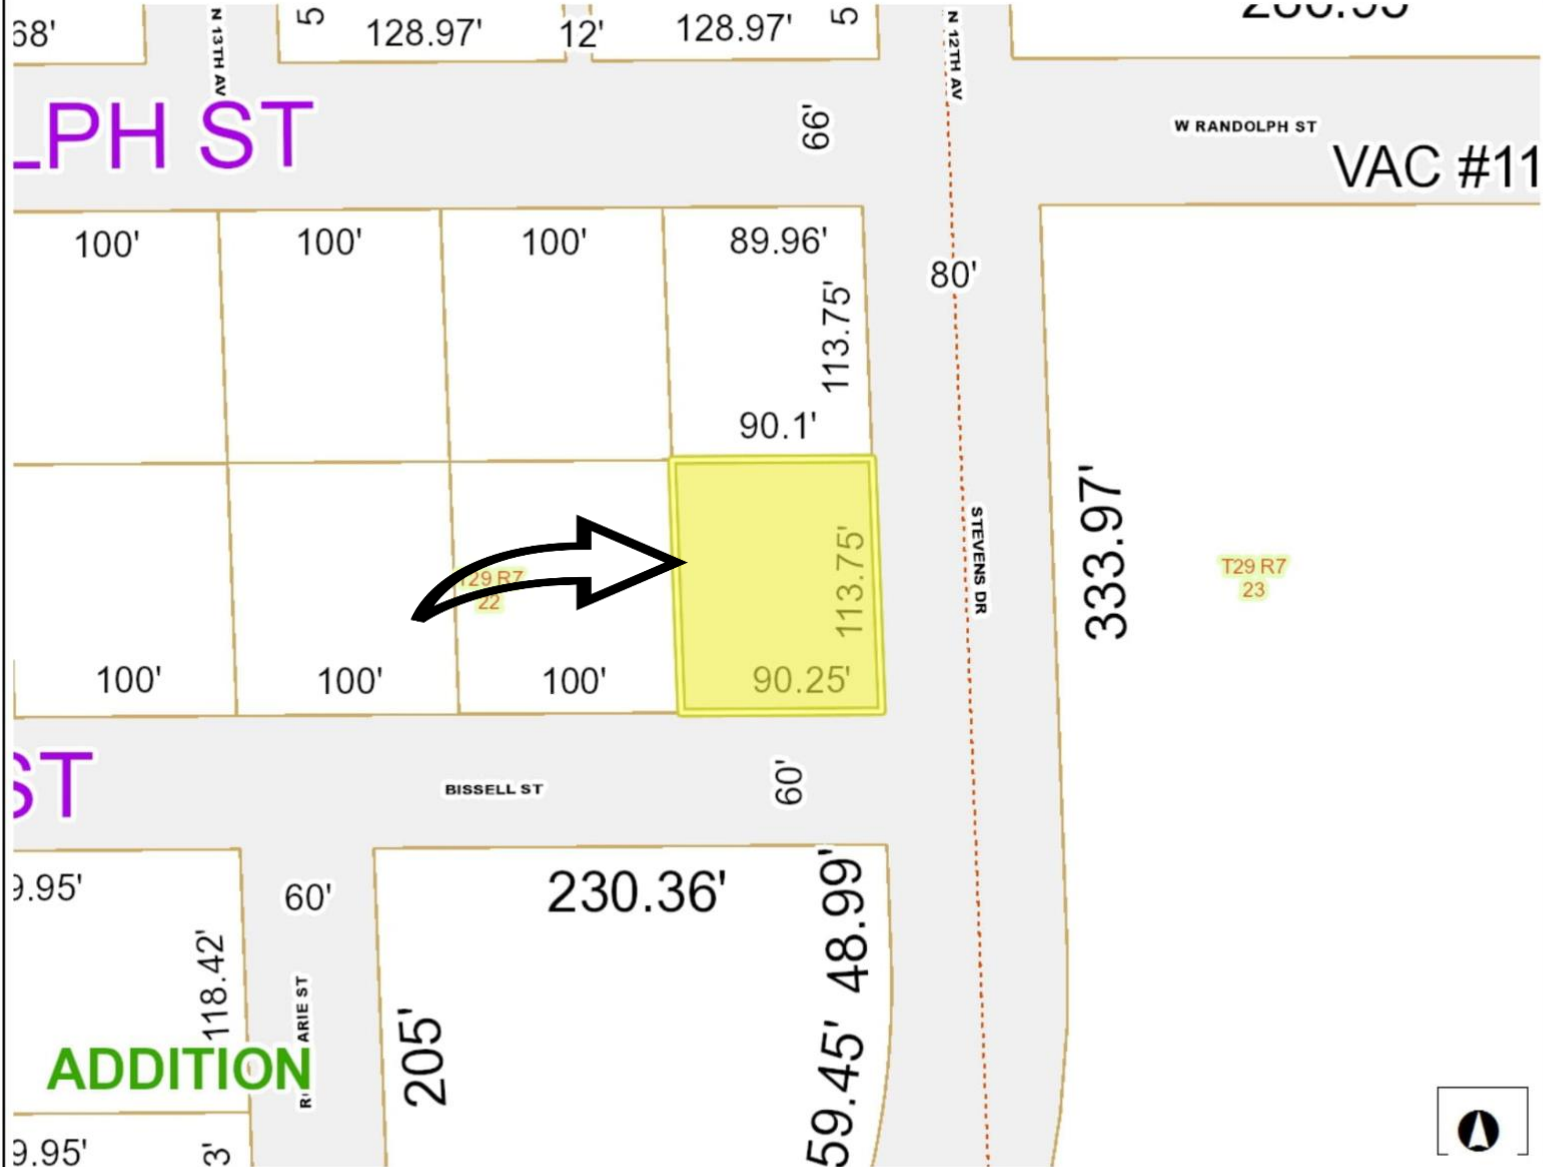 68'
N 13TH AV
5
128.97'
12'
128.97'
5
N 12TH AV
LPH ST
66'
W RANDOLPH ST
VAC #11
100'
100'
100'
89.96'
80'
113.75'
90.1'
333.97'
STEVENS DR
T29 R7
23
T29 R7
22
113.75'
100'
100'
100'
90.25'
ST
BISSELL ST
60'
9.95'
60'
230.36'
48.99'
118.42'
ARIE ST
205'
59.45'
ADDITION
9.95'
3'